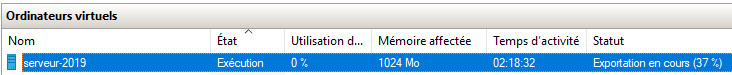 Ordinateurs virtuels
Nom État Utilisation d... Mémoire affectée Temps d'activité Statut
serveur-2019 Exécution 0 % 1024 Mo 02:18:32 Exportation en cours (37 %)